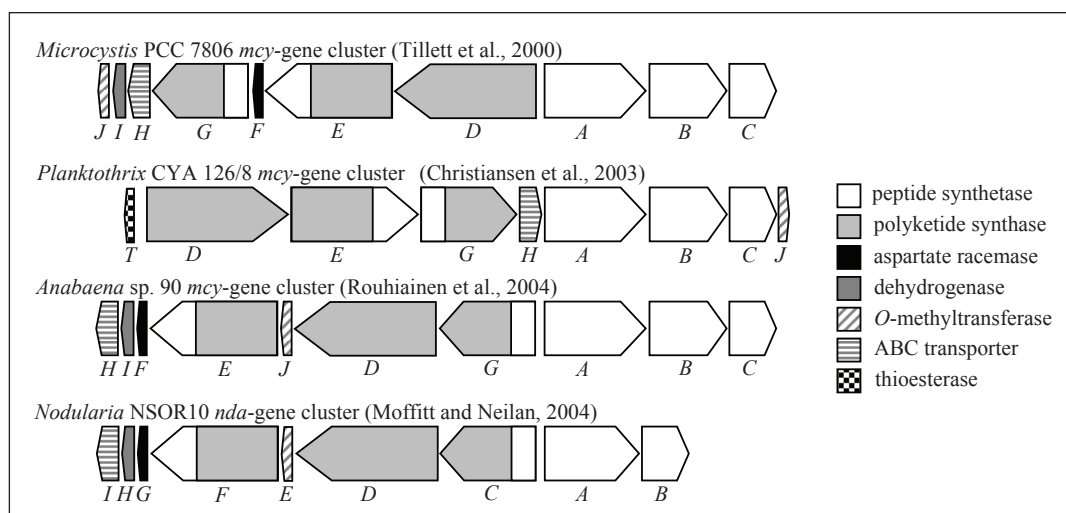 Microcystis PCC 7806 mcy-gene cluster (Tillett et al., 2000)
J I H G F E D A B C
Planktothrix CYA 126/8 mcy-gene cluster (Christiansen et al., 2003)
T D E G H A B C J
Anabaena sp. 90 mcy-gene cluster (Rouhiainen et al., 2004)
H I F E J D G A B C
Nodularia NSOR10 nda-gene cluster (Moffitt and Neilan, 2004)
I H G F E D C A B
peptide synthetase
polyketide synthase
aspartate racemase
dehydrogenase
O-methyltransferase
ABC transporter
thioesterase